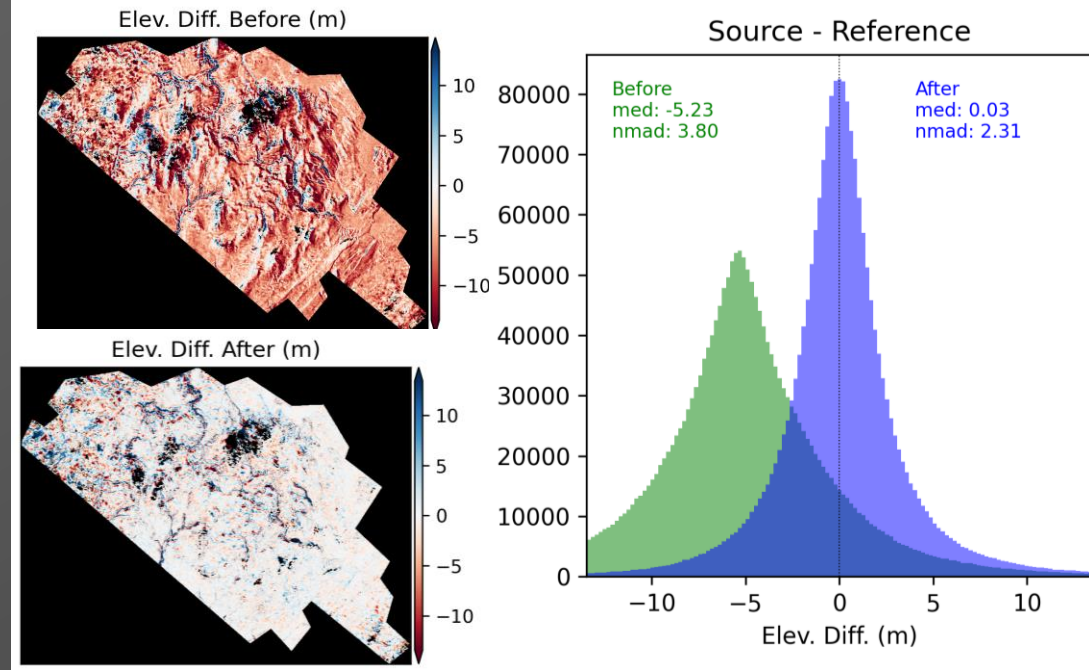 Elev. Diff. Before (m)
10
5
0
−5
−10
Elev. Diff. After (m)
10
5
0
−5
−10
Source - Reference
Before
med: -5.23
nmad: 3.80
After
med: 0.03
nmad: 2.31
80000
70000
60000
50000
40000
30000
20000
10000
0
−10
−5
0
5
10
Elev. Diff. (m)